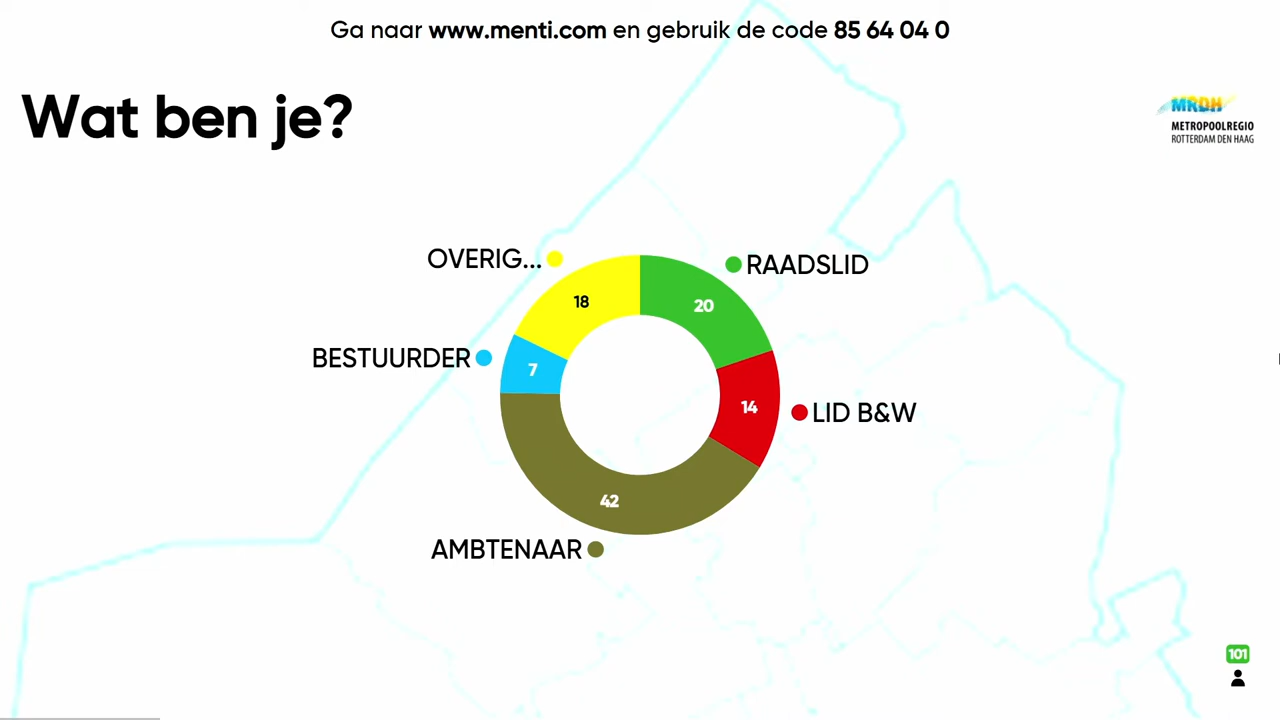 Ga naar www.menti.com en gebruik de code 85 64 04 0
Wat ben je?
MRDH
METROPOOLREGIO
ROTTERDAM DEN HAAG
OVERIG...
RAADSLID
18
20
BESTUURDER
7
14
LID B&W
42
AMBTENAAR
101